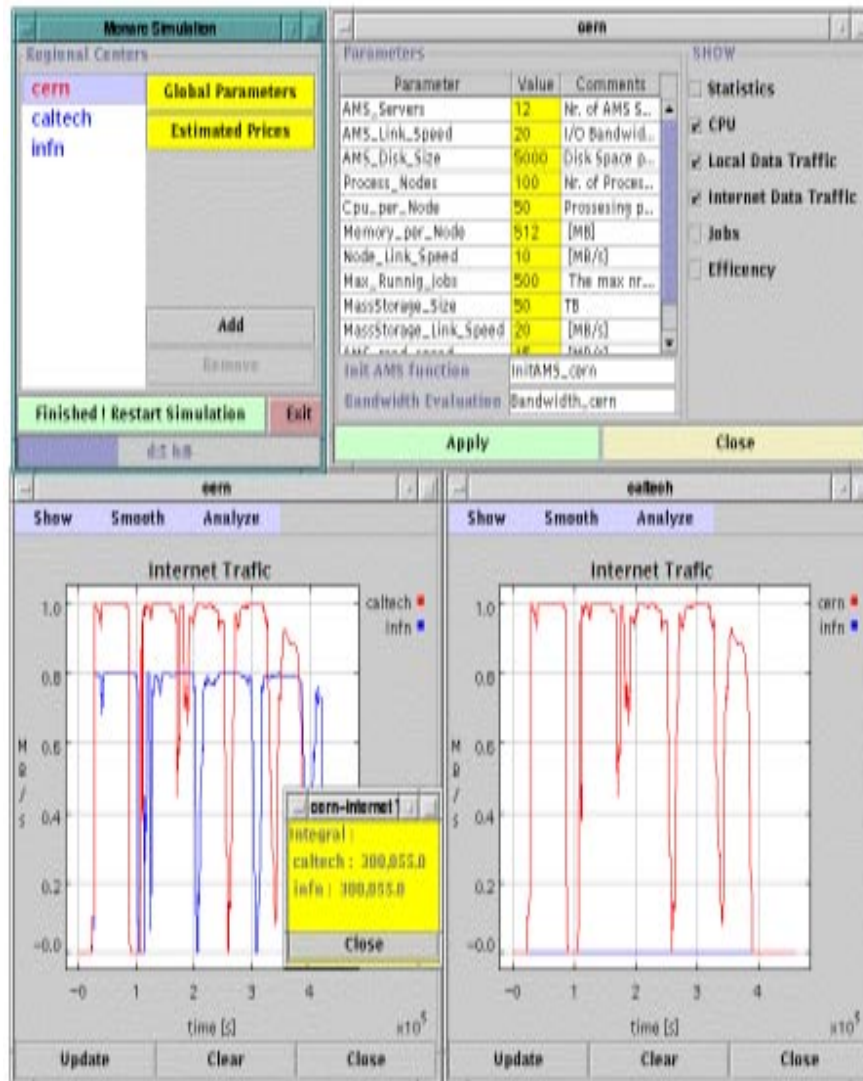 Monarc Simulation
Regional Centers
cern
caltech
infn
Global Parameters
Estimated Prices
Add
Remove
Finished ! Restart Simulation
Exit
cern
Parameters
Parameter Value Comments
AMS_Servers 12 Nr. of AMS S...
AMS_Link_Speed 20 I/O Bandwid...
AMS_Disk_Size 5000 Disk Space p...
Process_Nodes 100 Nr. of Proces...
Cpu_per_Node 50 Prossesing p...
Memory_per_Node 512 [MB]
Node_Link_Speed 10 [MB/s]
Max_Runnig_Jobs 500 The max nr...
MassStorage_Size 50 TB
MassStorage_Link_Speed 20 [MB/s]
Init AMS function InitAMS_cern
Bandwidth Evaluation Bandwidth_cern
Apply
Close
SHOW
Statistics
CPU
Local Data Traffic
Internet Data Traffic
Jobs
Efficency
cern
Show Smooth Analyze
Internet Trafic
caltech
infn
1.0
0.8
0.6
0.4
0.2
-0.0
MB/S
-0 1 2 3 4
time [s] x10^5
Update Clear Close
cern-Internet
Integral :
caltech : 300,055.0
infn : 300,055.0
Close
caltech
Show Smooth Analyze
Internet Trafic
cern
infn
1.0
0.8
0.6
0.4
0.2
-0.0
MB/S
-0 1 2 3 4
time [s] x10^5
Update Clear Close